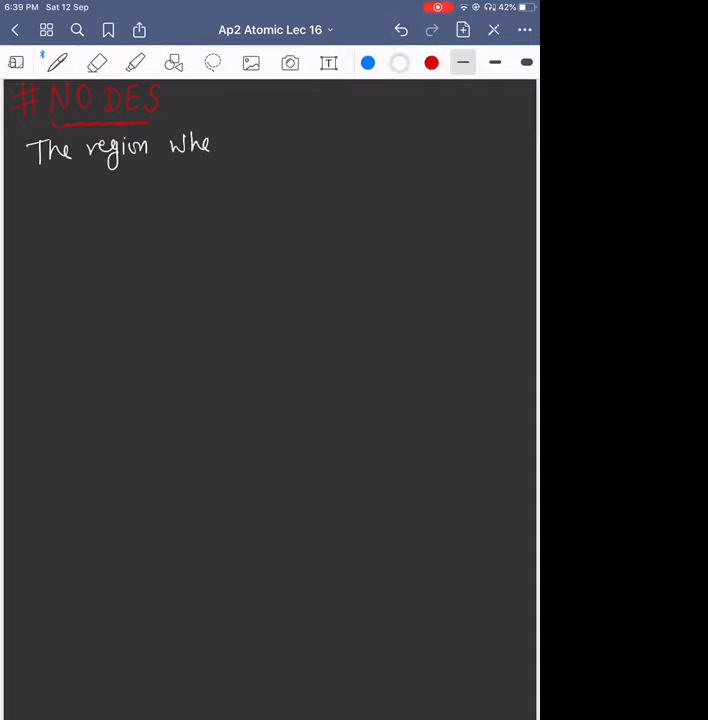 6:39 PM Sat 12 Sep 42%
Ap2 Atomic Lec 16
T
# NODES
The region whe